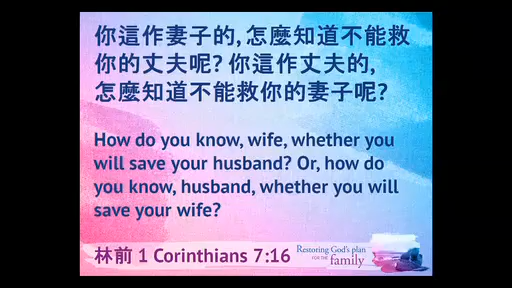 你這作妻子的, 怎麼知道不能救
你的丈夫呢? 你這作丈夫的,
怎麼知道不能救你的妻子呢?
How do you know, wife, whether you
will save your husband? Or, how do
you know, husband, whether you will
save your wife?
林前 1 Corinthians 7:16
Restoring God's plan
FOR THE family